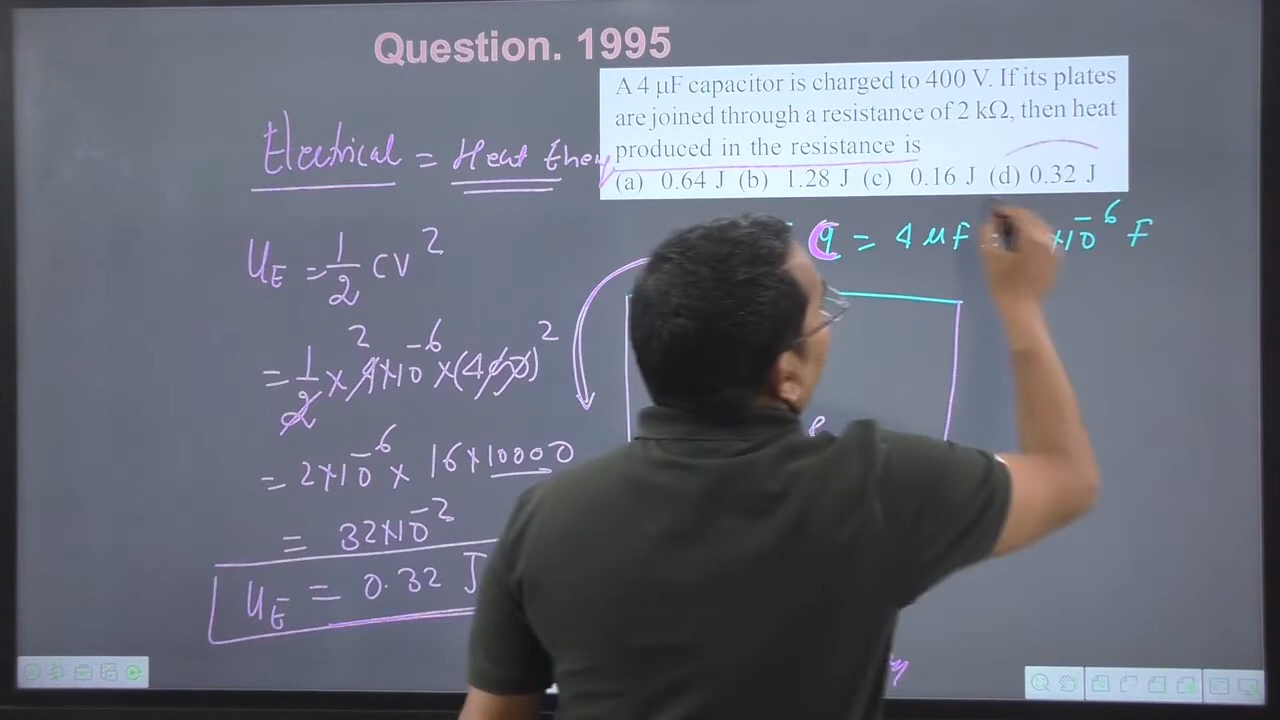 Question. 1995
A 4 μF capacitor is charged to 400 V. If its plates
are joined through a resistance of 2 kΩ, then heat
produced in the resistance is
(a) 0.64 J (b) 1.28 J (c) 0.16 J (d) 0.32 J
Electrical = Heat
C = 4 μf = ×10⁻⁶ F
U_E = 1/2 CV²
= 1/2 × 4×10⁻⁶ × (400)²
2
= 2×10⁻⁶ × 16×10000
= 32×10⁻²
U_E = 0.32 J